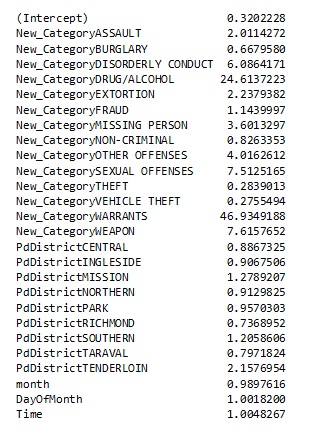 (Intercept) 0.3202228
New_CategoryASSAULT 2.0114272
New_CategoryBURGLARY 0.6679580
New_CategoryDISORDERLY CONDUCT 6.0864171
New_CategoryDRUG/ALCOHOL 24.6137223
New_CategoryEXTORTION 2.2379382
New_CategoryFRAUD 1.1439997
New_CategoryMISSING PERSON 3.6013297
New_CategoryNON-CRIMINAL 0.8263353
New_CategoryOTHER OFFENSES 4.0162612
New_CategorySEXUAL OFFENSES 7.5125165
New_CategoryTHEFT 0.2839013
New_CategoryVEHICLE THEFT 0.2755494
New_CategoryWARRANTS 46.9349188
New_CategoryWEAPON 7.6157652
PdDistrictCENTRAL 0.8867325
PdDistrictINGLESIDE 0.9067506
PdDistrictMISSION 1.2789207
PdDistrictNORTHERN 0.9129825
PdDistrictPARK 0.9570303
PdDistrictRICHMOND 0.7368952
PdDistrictSOUTHERN 1.2058606
PdDistrictTARAVAL 0.7971824
PdDistrictTENDERLOIN 2.1576954
month 0.9897616
DayOfMonth 1.0018200
Time 1.0048267